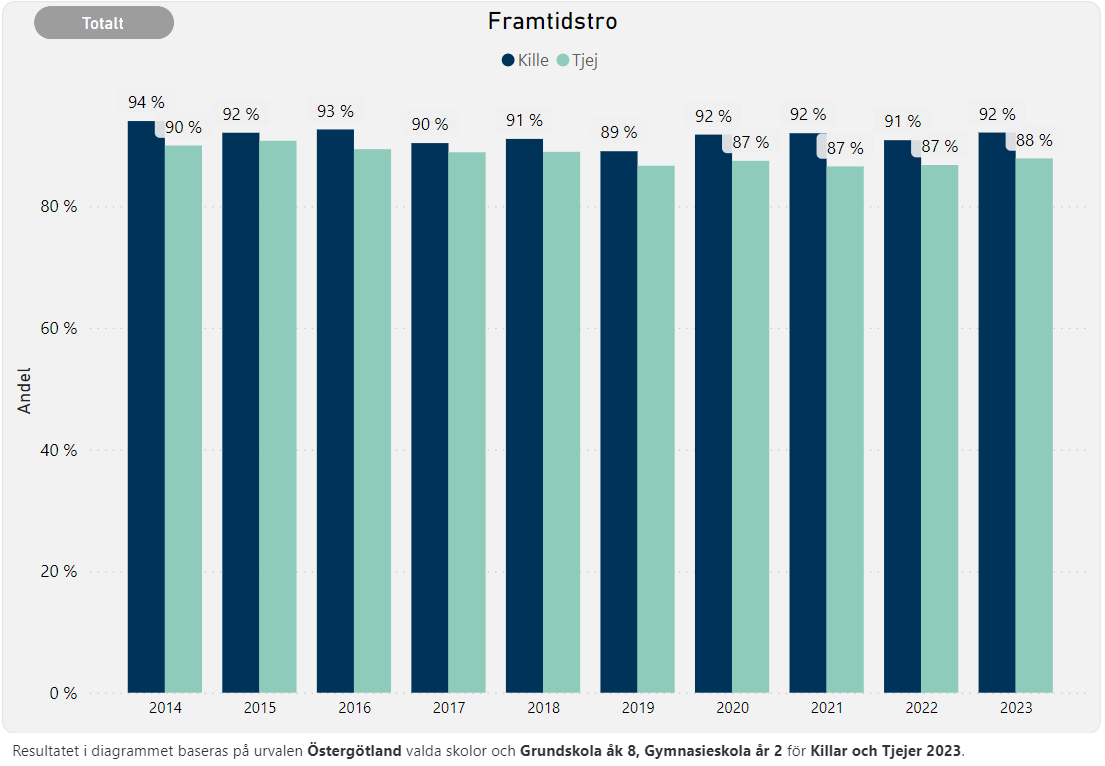 Totalt
Framtidstro
Kille Tjej
94 % 90 % 92 % 93 % 90 % 91 % 89 % 92 % 87 % 92 % 87 % 91 % 87 % 92 % 88 %
80 %
60 %
40 %
20 %
0 %
Andel
2014 2015 2016 2017 2018 2019 2020 2021 2022 2023
Resultatet i diagrammet baseras på urvalen Östergötland valda skolor och Grundskola åk 8, Gymnasieskola år 2 för Killar och Tjejer 2023.